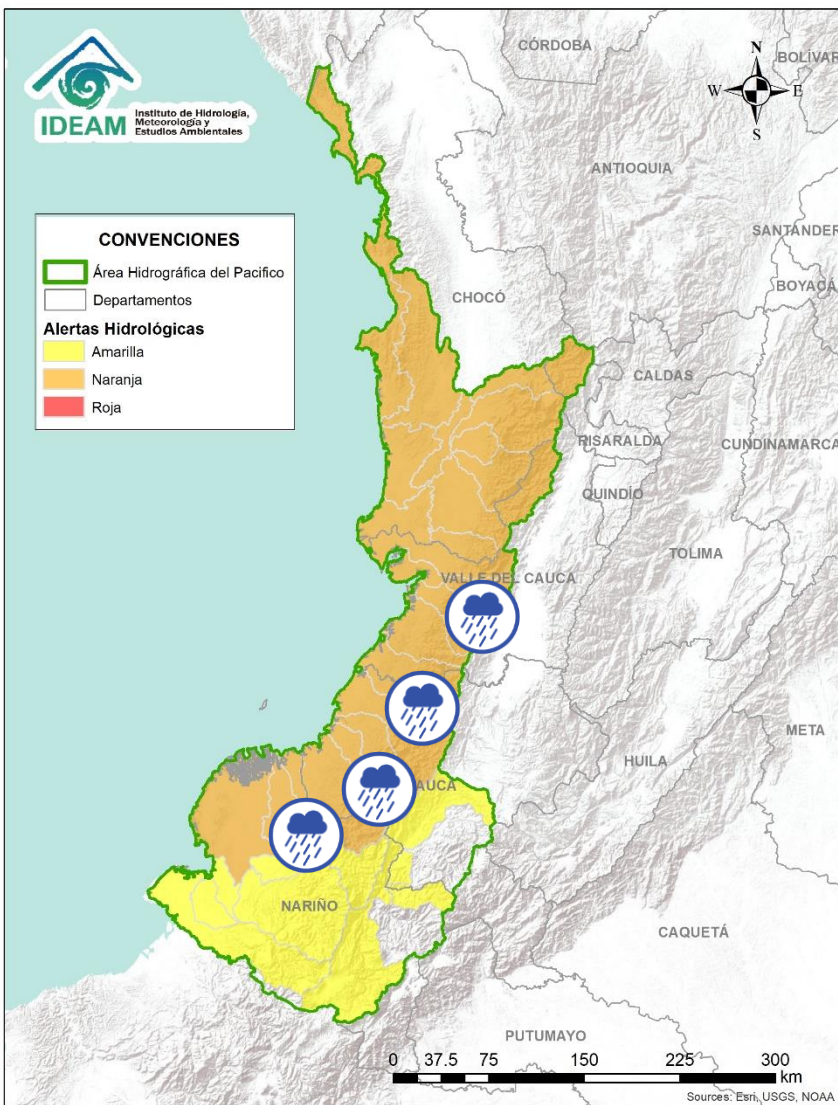 IDEAM
Instituto de Hidrología,
Meteorología y
Estudios Ambientales
CÓRDOBA
BOLÍVAR
N
W E
S
ANTIOQUIA
SANTANDER
BOYACÁ
CONVENCIONES
Área Hidrográfica del Pacifico
Departamentos
Alertas Hidrológicas
Amarilla
Naranja
Roja
CHOCÓ
CALDAS
RISARALDA
CUNDINAMARCA
QUINDÍO
TOLIMA
VALLE DEL CAUCA
META
HUILA
AUCA
NARIÑO
CAQUETÁ
PUTUMAYO
0 37.5 75 150 225 300
km
Sources: Esri, USGS, NOAA